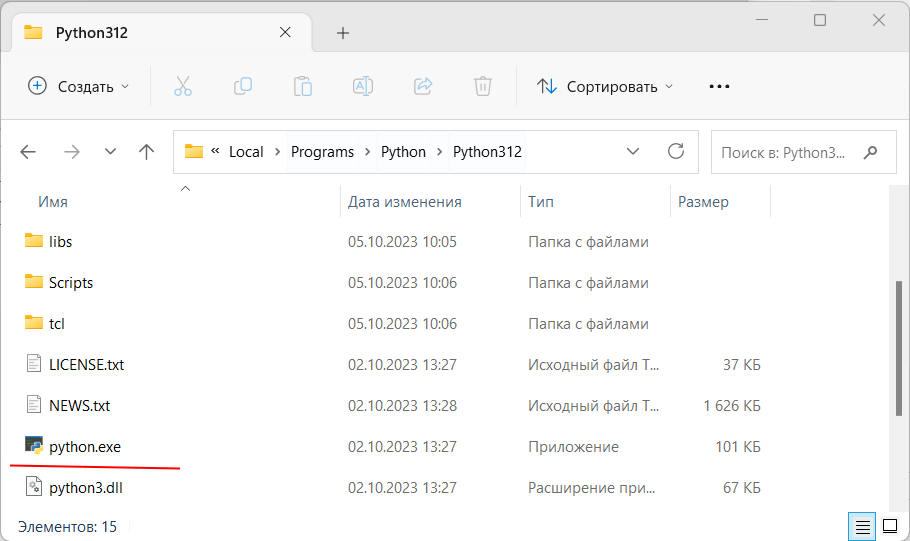 Python312
Создать
Сортировать
« Local > Programs > Python > Python312
Поиск в: Python3...
Имя Дата изменения Тип Размер
libs 05.10.2023 10:05 Папка с файлами
Scripts 05.10.2023 10:06 Папка с файлами
tcl 05.10.2023 10:06 Папка с файлами
LICENSE.txt 02.10.2023 13:27 Исходный файл T... 37 КБ
NEWS.txt 02.10.2023 13:28 Исходный файл T... 1 626 КБ
python.exe 02.10.2023 13:27 Приложение 101 КБ
python3.dll 02.10.2023 13:27 Расширение при... 67 КБ
Элементов: 15